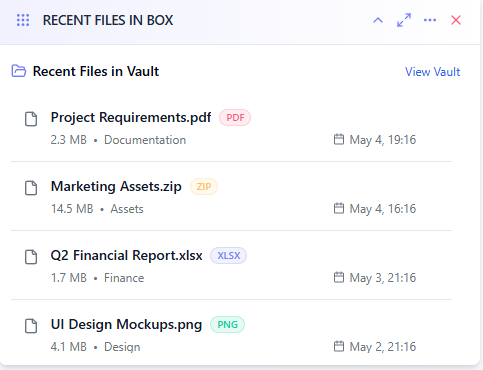 RECENT FILES IN BOX
Recent Files in Vault View Vault
Project Requirements.pdf PDF
2.3 MB • Documentation May 4, 19:16
Marketing Assets.zip ZIP
14.5 MB • Assets May 4, 16:16
Q2 Financial Report.xlsx XLSX
1.7 MB • Finance May 3, 21:16
UI Design Mockups.png PNG
4.1 MB • Design May 2, 21:16